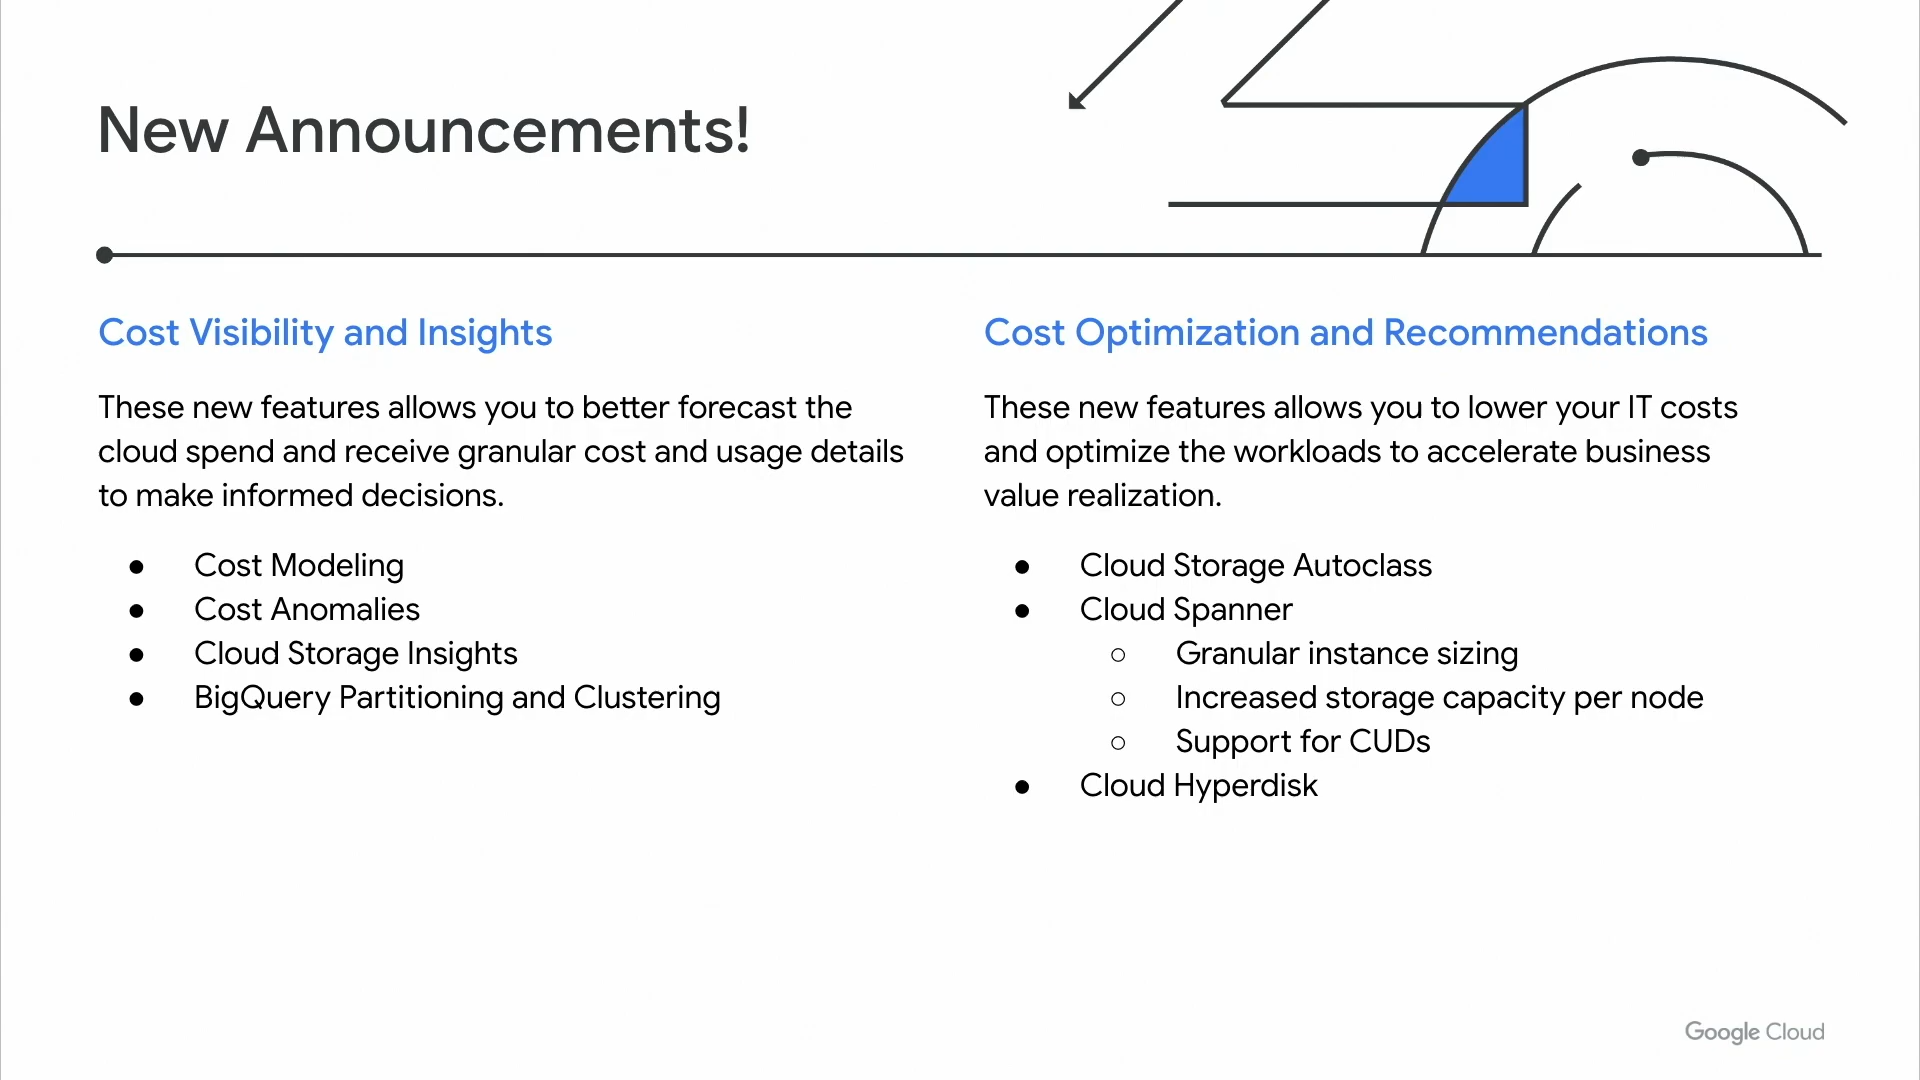 New Announcements!
Cost Visibility and Insights
These new features allows you to better forecast the
cloud spend and receive granular cost and usage details
to make informed decisions.
● Cost Modeling
● Cost Anomalies
● Cloud Storage Insights
● BigQuery Partitioning and Clustering
Cost Optimization and Recommendations
These new features allows you to lower your IT costs
and optimize the workloads to accelerate business
value realization.
● Cloud Storage Autoclass
● Cloud Spanner
○ Granular instance sizing
○ Increased storage capacity per node
○ Support for CUDs
● Cloud Hyperdisk
Google Cloud